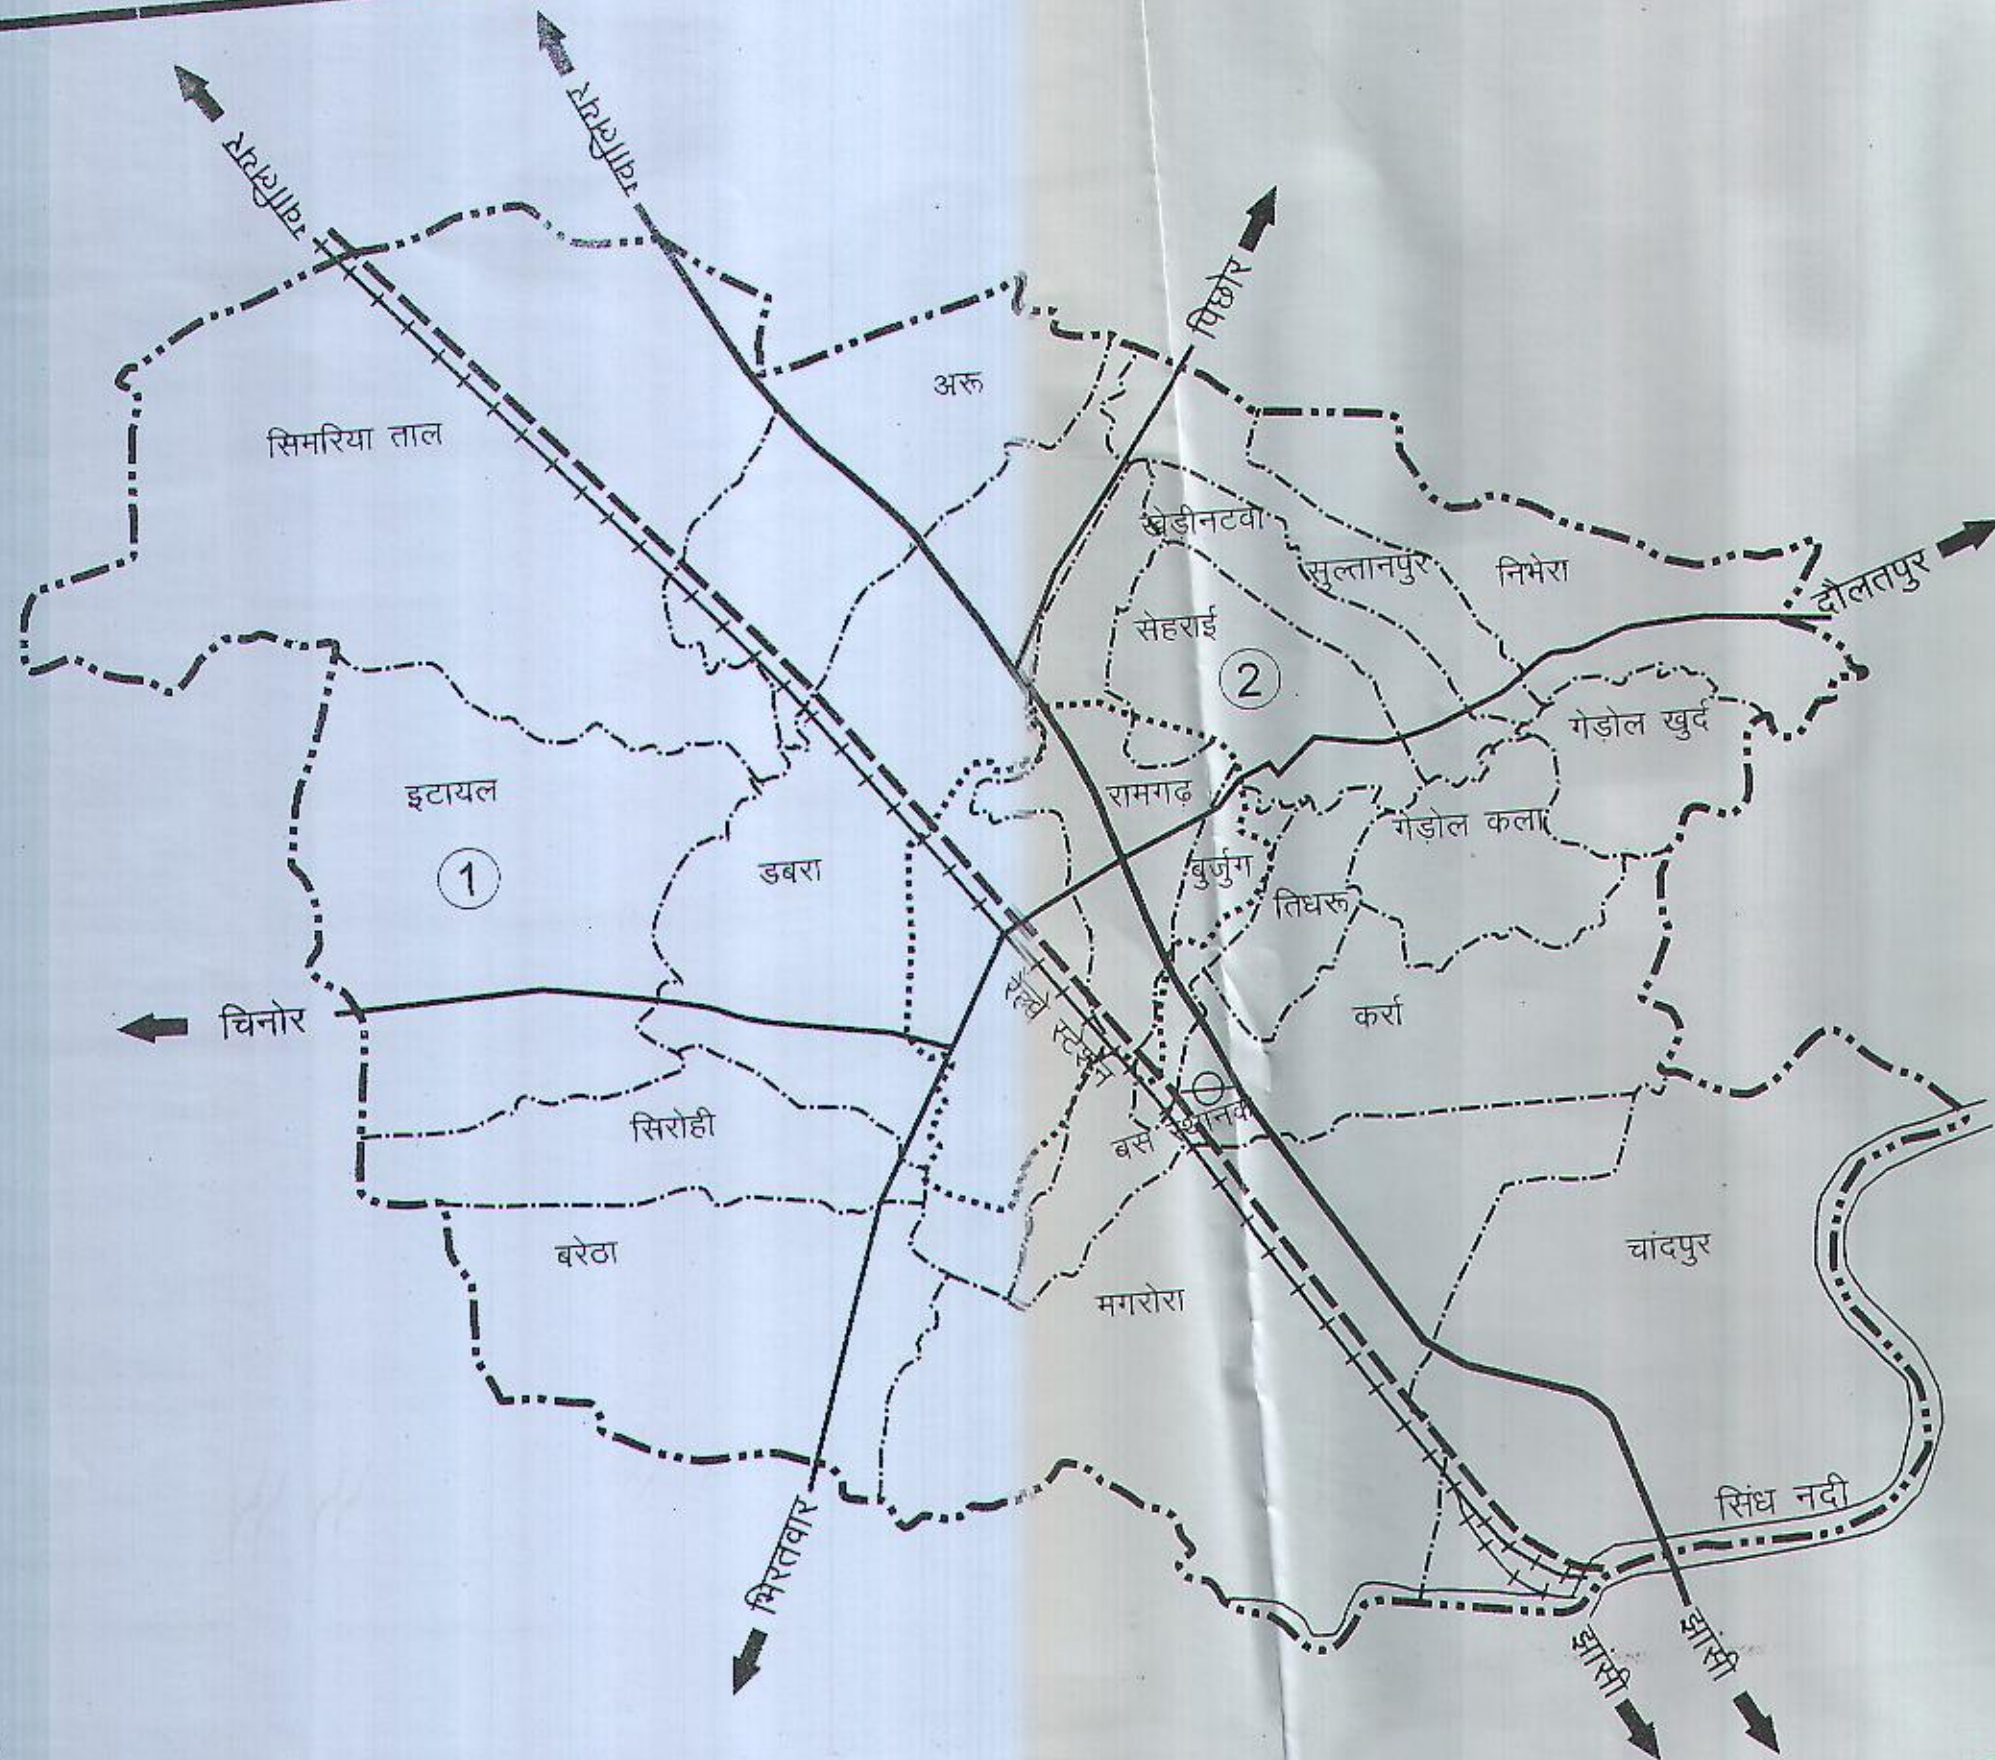 ग्वालियर
ग्वालियर
पिछोर
अरू
सिमरिया ताल
खेडीनटवो
सुल्तानपुर
निभेरा
दौलतपुर
सेहराई
2
गेड़ोल खुर्द
इटायल
रामगढ़
गेड़ोल कला
1
डबरा
बुर्जुग
तिधरू
चिनोर
रेल्वे स्टेशन
कर्रा
सिरोही
बस स्थानक
बरेठा
चांदपुर
मगरोरा
सिंध नदी
भितरवार
झांसी
झांसी